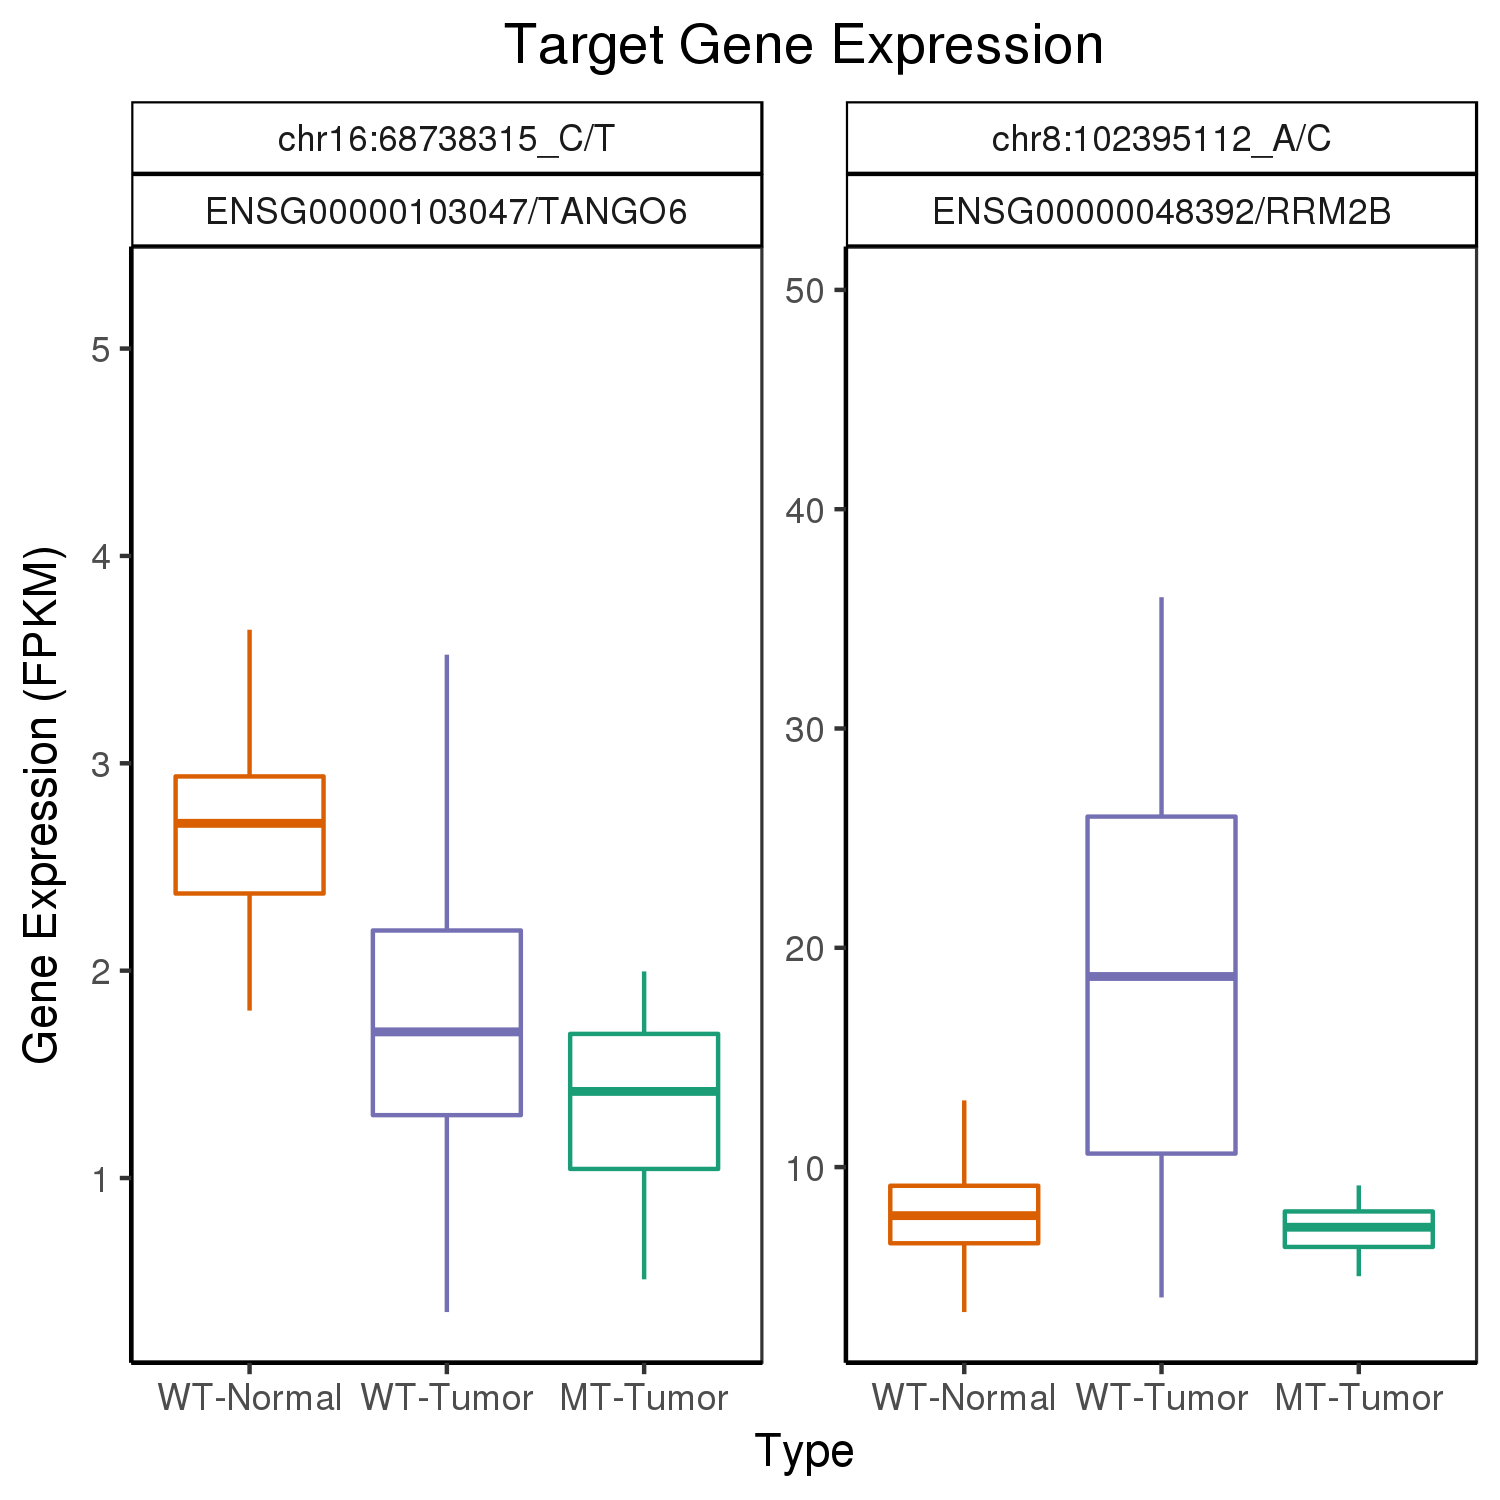 Target Gene Expression
chr16:68738315_C/T
ENSG00000103047/TANGO6
chr8:102395112_A/C
ENSG00000048392/RRM2B
Gene Expression (FPKM)
5
4
3
2
1
WT-Normal WT-Tumor MT-Tumor
50
40
30
20
10
WT-Normal WT-Tumor MT-Tumor
Type